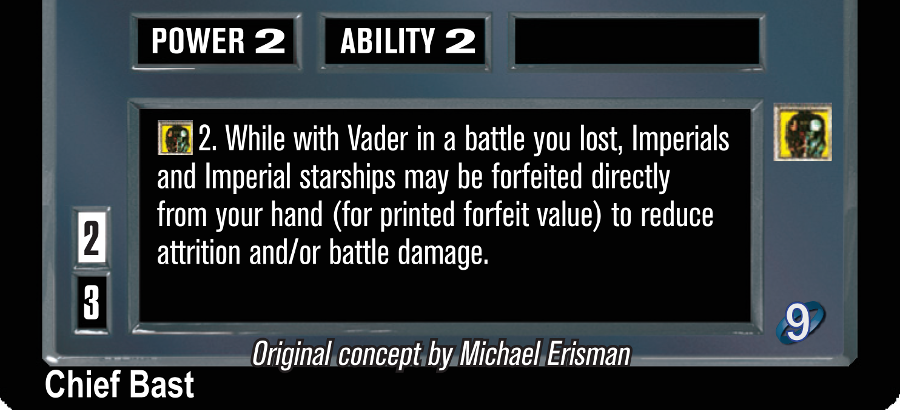 POWER 2 ABILITY 2
2. While with Vader in a battle you lost, Imperials
and Imperial starships may be forfeited directly
from your hand (for printed forfeit value) to reduce
attrition and/or battle damage.
2
3
9
Original concept by Michael Erisman
Chief Bast